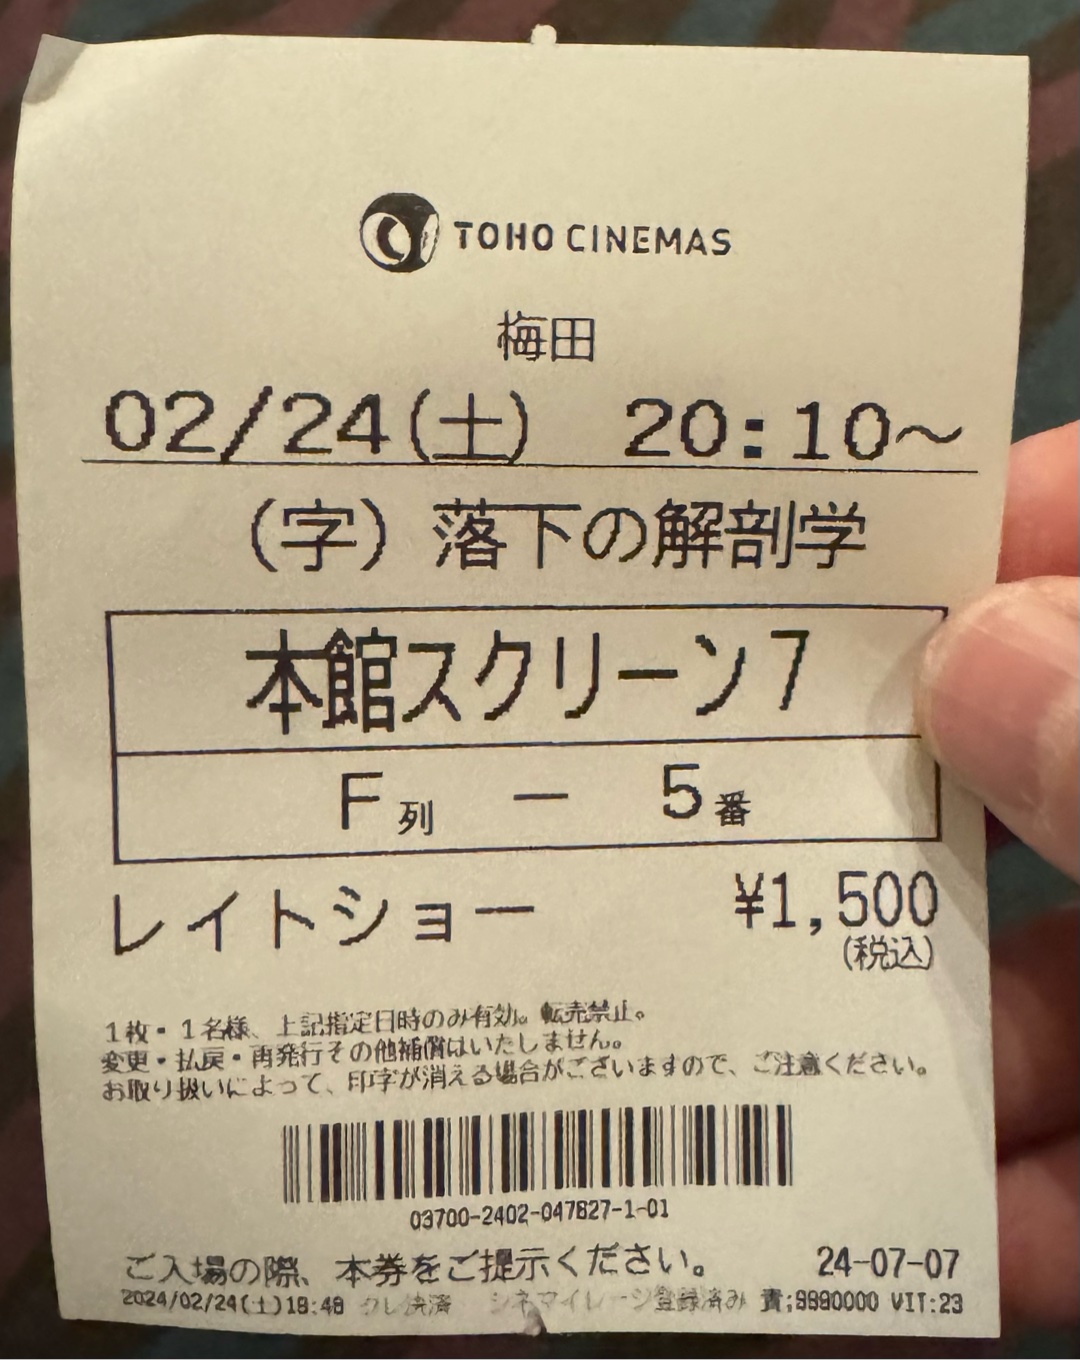 TOHO CINEMAS
梅田
02/24(土) 20:10～
(字) 落下の解剖学
本館スクリーン7
F列 － 5番
レイトショー ¥1,500
(税込)
1枚・1名様、上記指定日時のみ有効。転売禁止。
変更・払戻・再発行その他補償はいたしません。
お取り扱いによって、印字が消える場合がございますので、ご注意ください。
03700-2402-047627-1-01
ご入場の際、本券をご提示ください。 24-07-07
2024/02/24(土)19:48 クレ決済 シネマイレージ登録済み 責;9990000 VIT:23